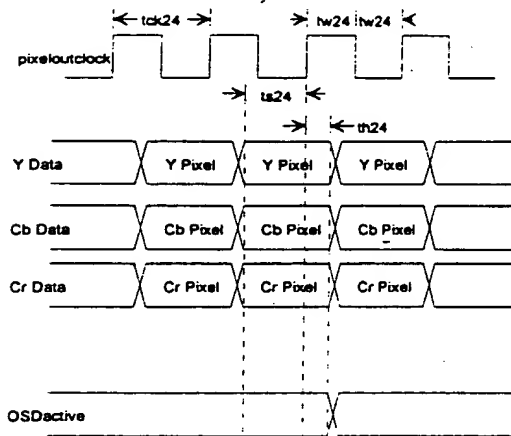 tck24 tw24 tw24
pixeloutclock
ts24
th24
Y Data Y Pixel Y Pixel Y Pixel
Cb Data Cb Pixel Cb Pixel Cb Pixel
Cr Data Cr Pixel Cr Pixel Cr Pixel
OSDactive